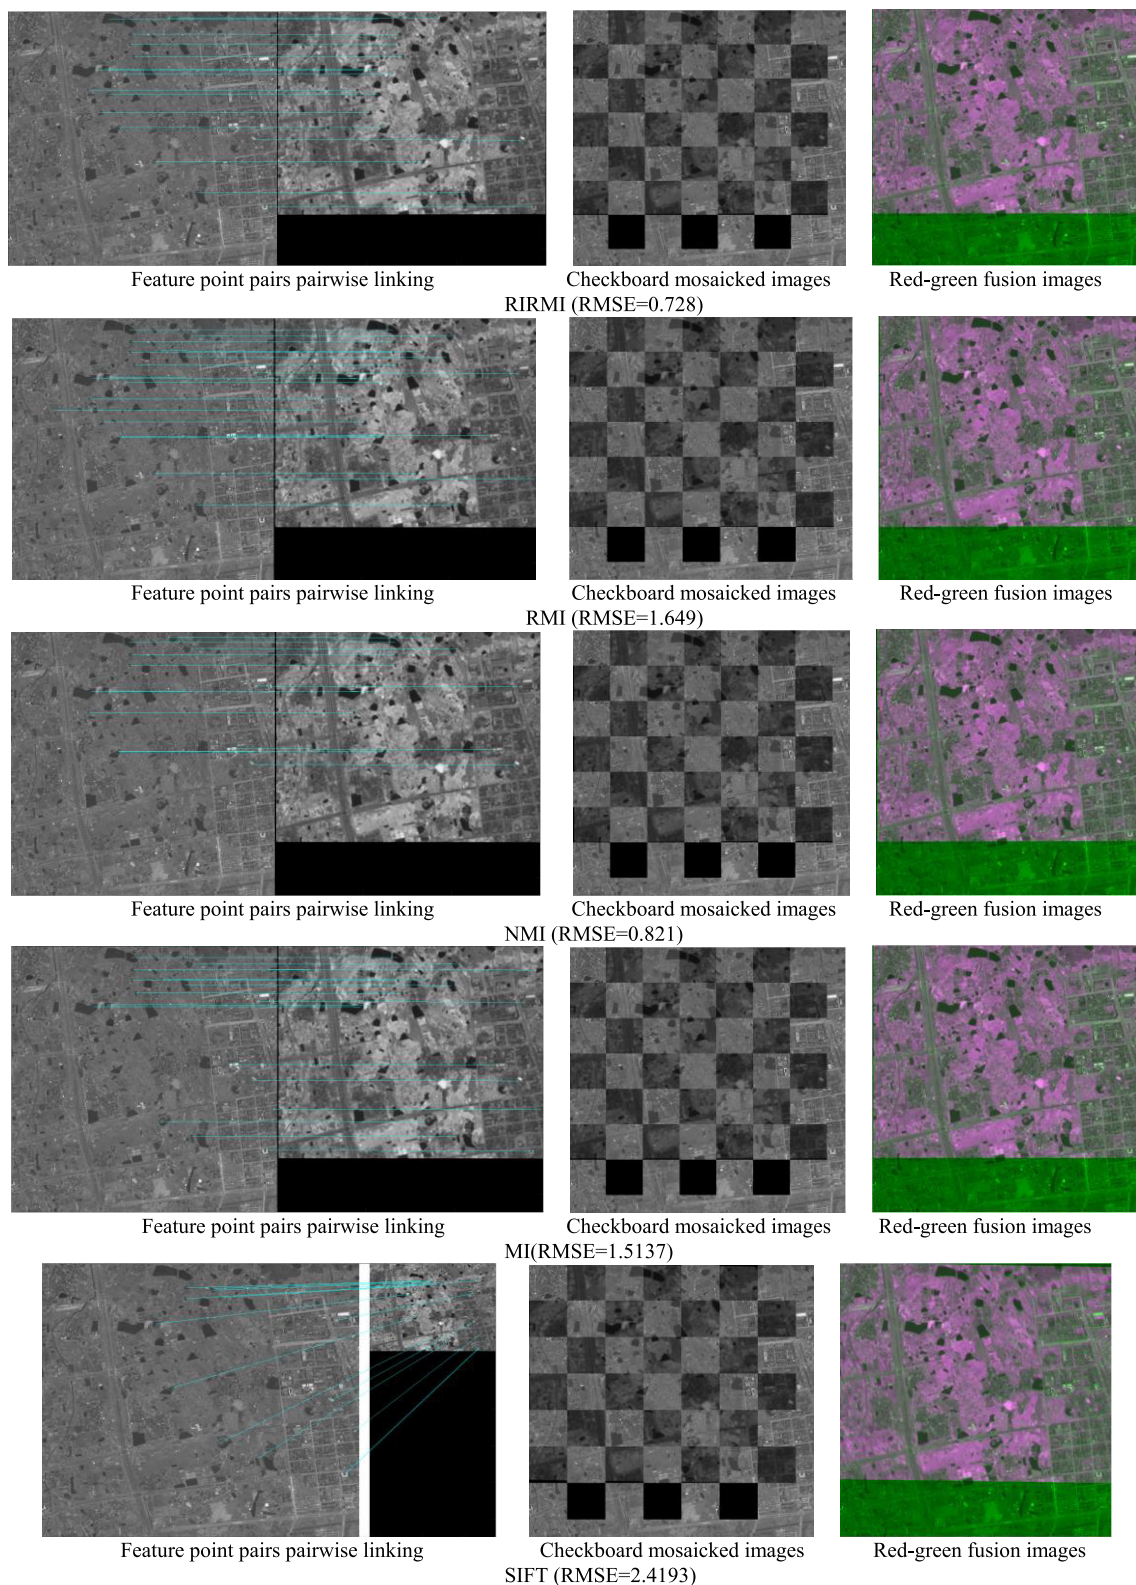 Feature point pairs pairwise linking Checkboard mosaicked images Red-green fusion images
RIRMI (RMSE=0.728)
Feature point pairs pairwise linking Checkboard mosaicked images Red-green fusion images
RMI (RMSE=1.649)
Feature point pairs pairwise linking Checkboard mosaicked images Red-green fusion images
NMI (RMSE=0.821)
Feature point pairs pairwise linking Checkboard mosaicked images Red-green fusion images
MI(RMSE=1.5137)
Feature point pairs pairwise linking Checkboard mosaicked images Red-green fusion images
SIFT (RMSE=2.4193)